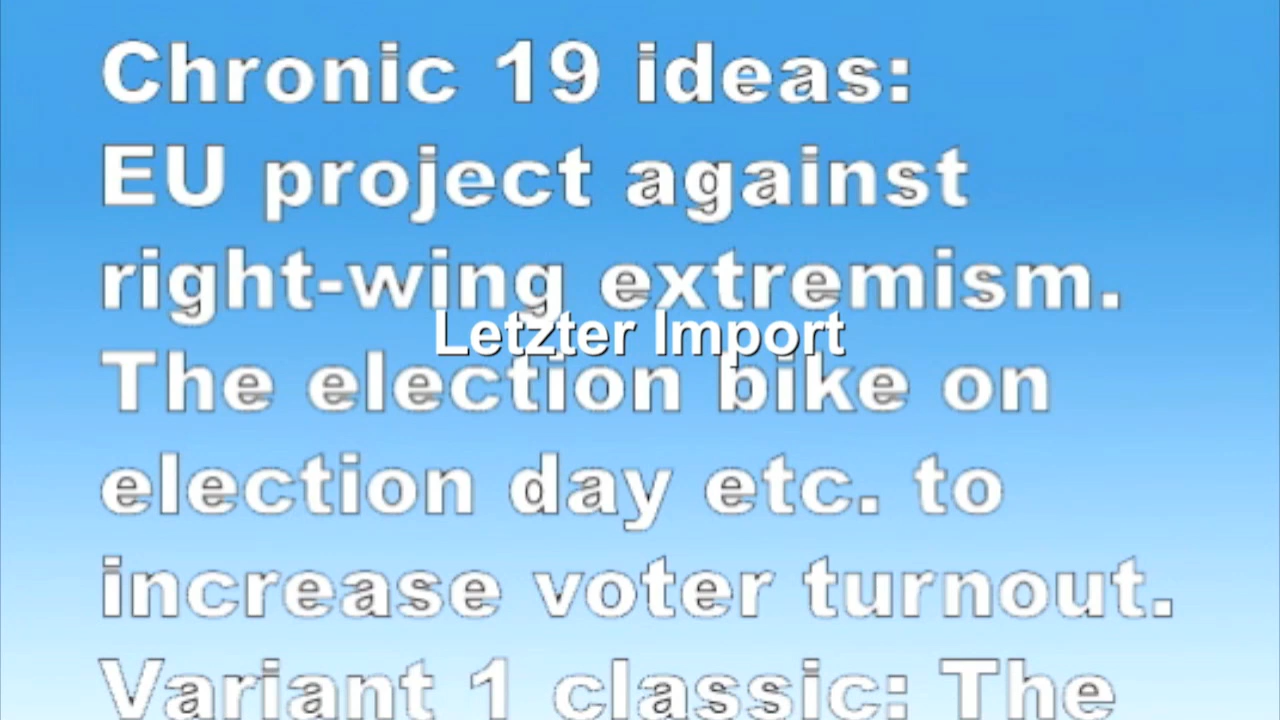 Chronic 19 ideas:
EU project against
right-wing extremism.
Letzter Import
The election bike on
election day etc. to
increase voter turnout.
Variant 1 classic: The